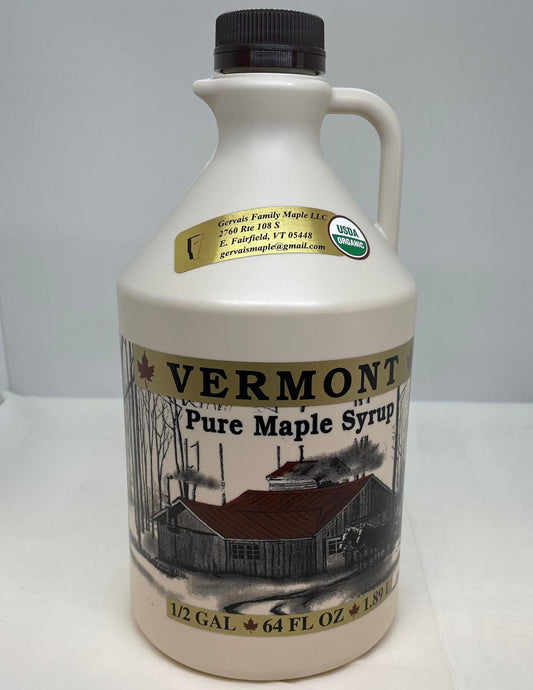 Gervais Family Maple LLC
2760 Rte 108 S
E. Fairfield, VT 05448
gervaismaple@gmail.com
USDA
ORGANIC
VERMONT
Pure Maple Syrup
1/2 GAL 64 FL OZ 1.89 L